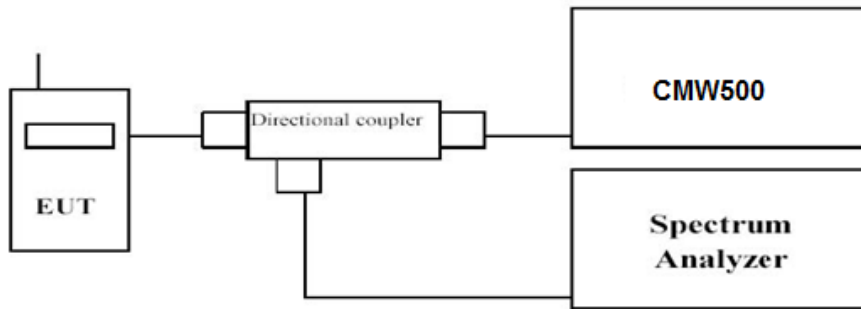 EUT
Directional coupler
CMW500
Spectrum
Analyzer